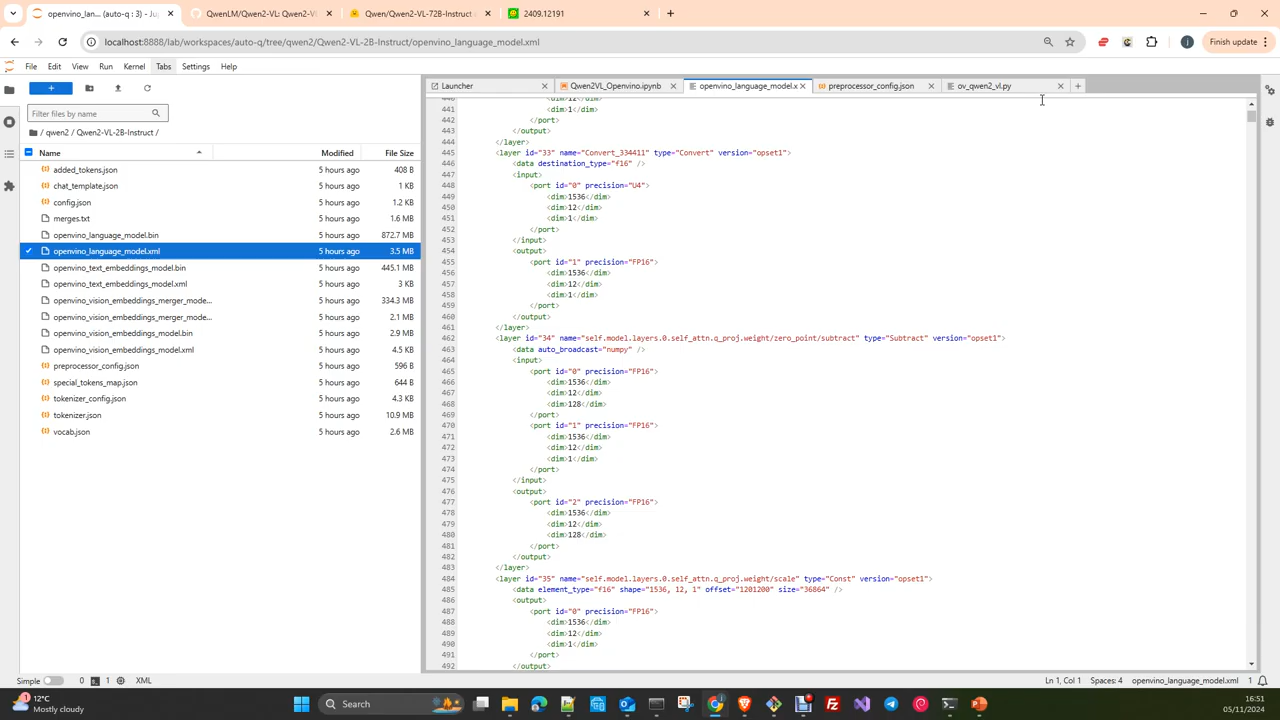 openvino_lan... (auto-q : 3) - Ju
QwenLM/Qwen2-VL: Qwen2-VL
Qwen/Qwen2-VL-72B-Instruct
2409.12191
localhost:8888/lab/workspaces/auto-q/tree/qwen2/Qwen2-VL-2B-Instruct/openvino_language_model.xml
Finish update
File Edit View Run Kernel Tabs Settings Help
Launcher
Qwen2VL_Openvino.ipynb
openvino_language_model.x
preprocessor_config.json
ov_qwen2_vl.py
Filter files by name
/ qwen2 / Qwen2-VL-2B-Instruct /
Name Modified File Size
added_tokens.json 5 hours ago 408 B
chat_template.json 5 hours ago 1 KB
config.json 5 hours ago 1.2 KB
merges.txt 5 hours ago 1.6 MB
openvino_language_model.bin 5 hours ago 872.7 MB
openvino_language_model.xml 5 hours ago 3.5 MB
openvino_text_embeddings_model.bin 5 hours ago 445.1 MB
openvino_text_embeddings_model.xml 5 hours ago 3 KB
openvino_vision_embeddings_merger_mode... 5 hours ago 334.3 MB
openvino_vision_embeddings_merger_mode... 5 hours ago 2.1 MB
openvino_vision_embeddings_model.bin 5 hours ago 2.9 MB
openvino_vision_embeddings_model.xml 5 hours ago 4.5 KB
preprocessor_config.json 5 hours ago 596 B
special_tokens_map.json 5 hours ago 644 B
tokenizer_config.json 5 hours ago 4.3 KB
tokenizer.json 5 hours ago 10.9 MB
vocab.json 5 hours ago 2.6 MB
440 <dim>12</dim>
441 <dim>1</dim>
442 </port>
443 </output>
444 </layer>
445 <layer id="33" name="Convert_334411" type="Convert" version="opset1">
446 <data destination_type="f16" />
447 <input>
448 <port id="0" precision="U4">
449 <dim>1536</dim>
450 <dim>12</dim>
451 <dim>1</dim>
452 </port>
453 </input>
454 <output>
455 <port id="1" precision="FP16">
456 <dim>1536</dim>
457 <dim>12</dim>
458 <dim>1</dim>
459 </port>
460 </output>
461 </layer>
462 <layer id="34" name="self.model.layers.0.self_attn.q_proj.weight/zero_point/subtract" type="Subtract" version="opset1">
463 <data auto_broadcast="numpy" />
464 <input>
465 <port id="0" precision="FP16">
466 <dim>1536</dim>
467 <dim>12</dim>
468 <dim>128</dim>
469 </port>
470 <port id="1" precision="FP16">
471 <dim>1536</dim>
472 <dim>12</dim>
473 <dim>1</dim>
474 </port>
475 </input>
476 <output>
477 <port id="2" precision="FP16">
478 <dim>1536</dim>
479 <dim>12</dim>
480 <dim>128</dim>
481 </port>
482 </output>
483 </layer>
484 <layer id="35" name="self.model.layers.0.self_attn.q_proj.weight/scale" type="Const" version="opset1">
485 <data element_type="f16" shape="1536, 12, 1" offset="1201200" size="36864" />
486 <output>
487 <port id="0" precision="FP16">
488 <dim>1536</dim>
489 <dim>12</dim>
490 <dim>1</dim>
491 </port>
492 </output>
Simple 0 1 XML
Ln 1, Col 1 Spaces: 4 openvino_language_model.xml 1
12°C
Mostly cloudy
Search
16:51
05/11/2024